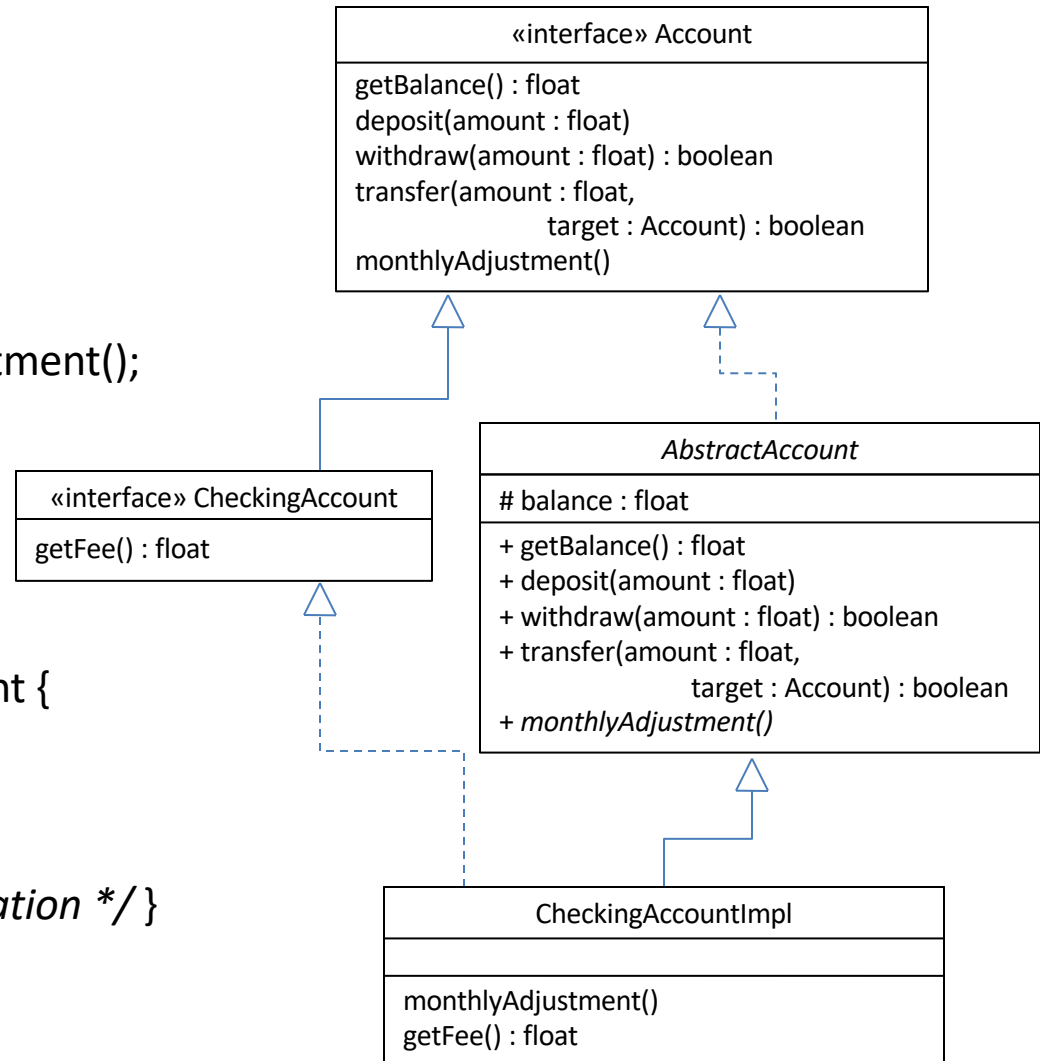 «interface» Account
getBalance() : float
deposit(amount : float)
withdraw(amount : float) : boolean
transfer(amount : float,
target : Account) : boolean
monthlyAdjustment()
tment();
«interface» CheckingAccount
getFee() : float
AbstractAccount
# balance : float
+ getBalance() : float
+ deposit(amount : float)
+ withdraw(amount : float) : boolean
+ transfer(amount : float,
target : Account) : boolean
+ monthlyAdjustment()
nt {
ation */ }
CheckingAccountImpl
monthlyAdjustment()
getFee() : float